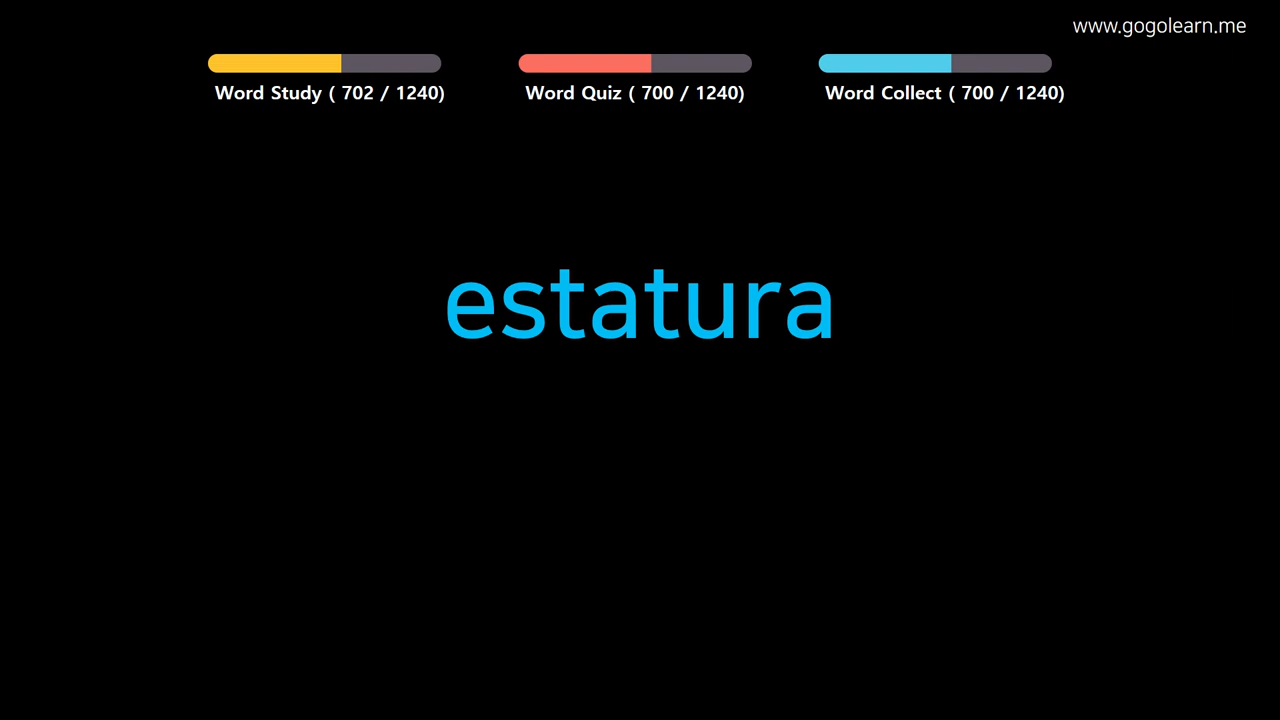 www.gogolearn.me
Word Study ( 702 / 1240)
Word Quiz ( 700 / 1240)
Word Collect ( 700 / 1240)
estatura